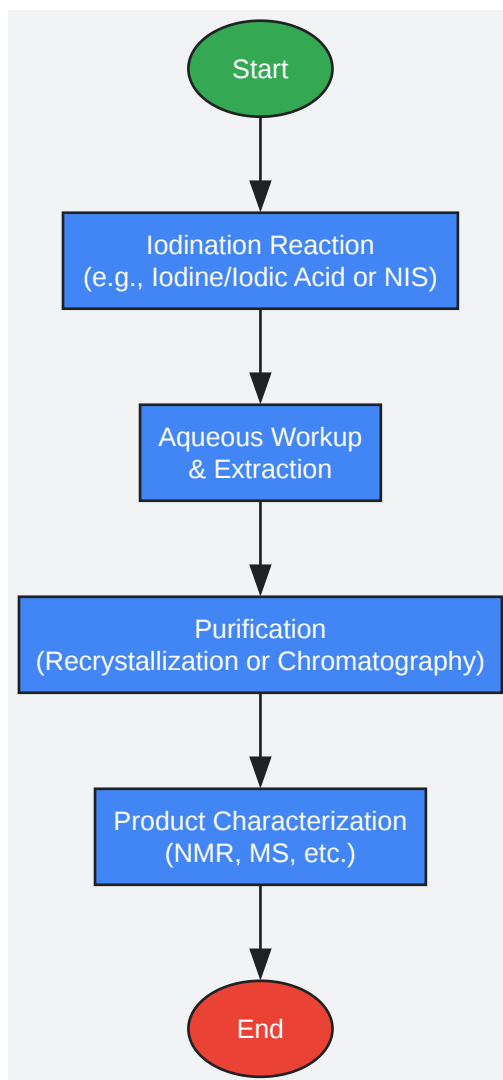 Start
Iodination Reaction
(e.g., Iodine/Iodic Acid or NIS)
Aqueous Workup
& Extraction
Purification
(Recrystallization or Chromatography)
Product Characterization
(NMR, MS, etc.)
End